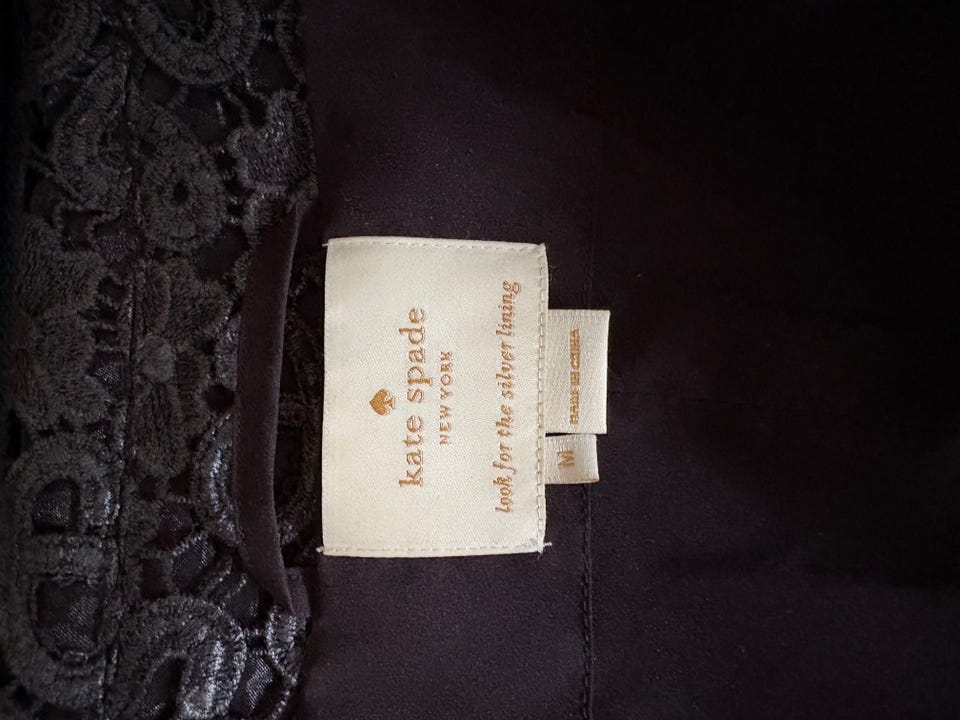 kate spade
NEW YORK
look for the silver lining
MADE IN CHINA
M